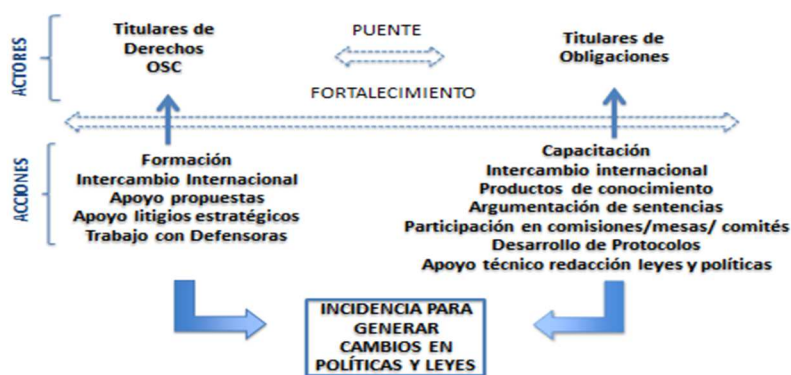 ACTORES
Titulares de
Derechos
OSC
PUENTE
Titulares de
Obligaciones
FORTALECIMIENTO
ACCIONES
Formación
Intercambio Internacional
Apoyo propuestas
Apoyo litigios estratégicos
Trabajo con Defensoras
Capacitación
Intercambio internacional
Productos de conocimiento
Argumentación de sentencias
Participación en comisiones/mesas/ comités
Desarrollo de Protocolos
Apoyo técnico redacción leyes y políticas
INCIDENCIA PARA
GENERAR
CAMBIOS EN
POLÍTICAS Y LEYES